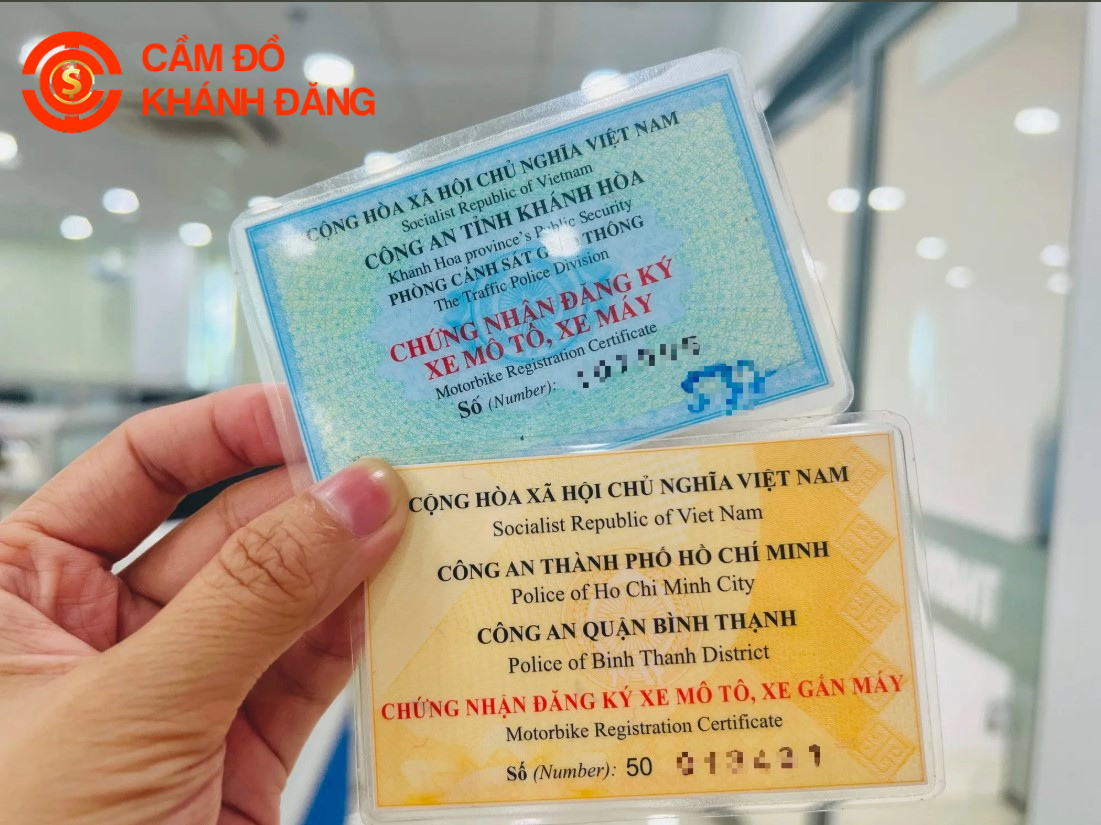 CẦM ĐỒ
KHÁNH ĐĂNG
CỘNG HÒA XÃ HỘI CHỦ NGHĨA VIỆT NAM
Socialist Republic of Vietnam
CÔNG AN TỈNH KHÁNH HÒA
Khanh Hoa province's Public Security
PHÒNG CẢNH SÁT GIAO THÔNG
The Traffic Police Division
CHỨNG NHẬN ĐĂNG KÝ
XE MÔ TÔ, XE MÁY
Motorbike Registration Certificate
Số (Number):
CỘNG HÒA XÃ HỘI CHỦ NGHĨA VIỆT NAM
Socialist Republic of Viet Nam
CÔNG AN THÀNH PHỐ HỒ CHÍ MINH
Police of Ho Chi Minh City
CÔNG AN QUẬN BÌNH THẠNH
Police of Binh Thanh District
CHỨNG NHẬN ĐĂNG KÝ XE MÔ TÔ, XE GẮN MÁY
Motorbike Registration Certificate
Số (Number): 50